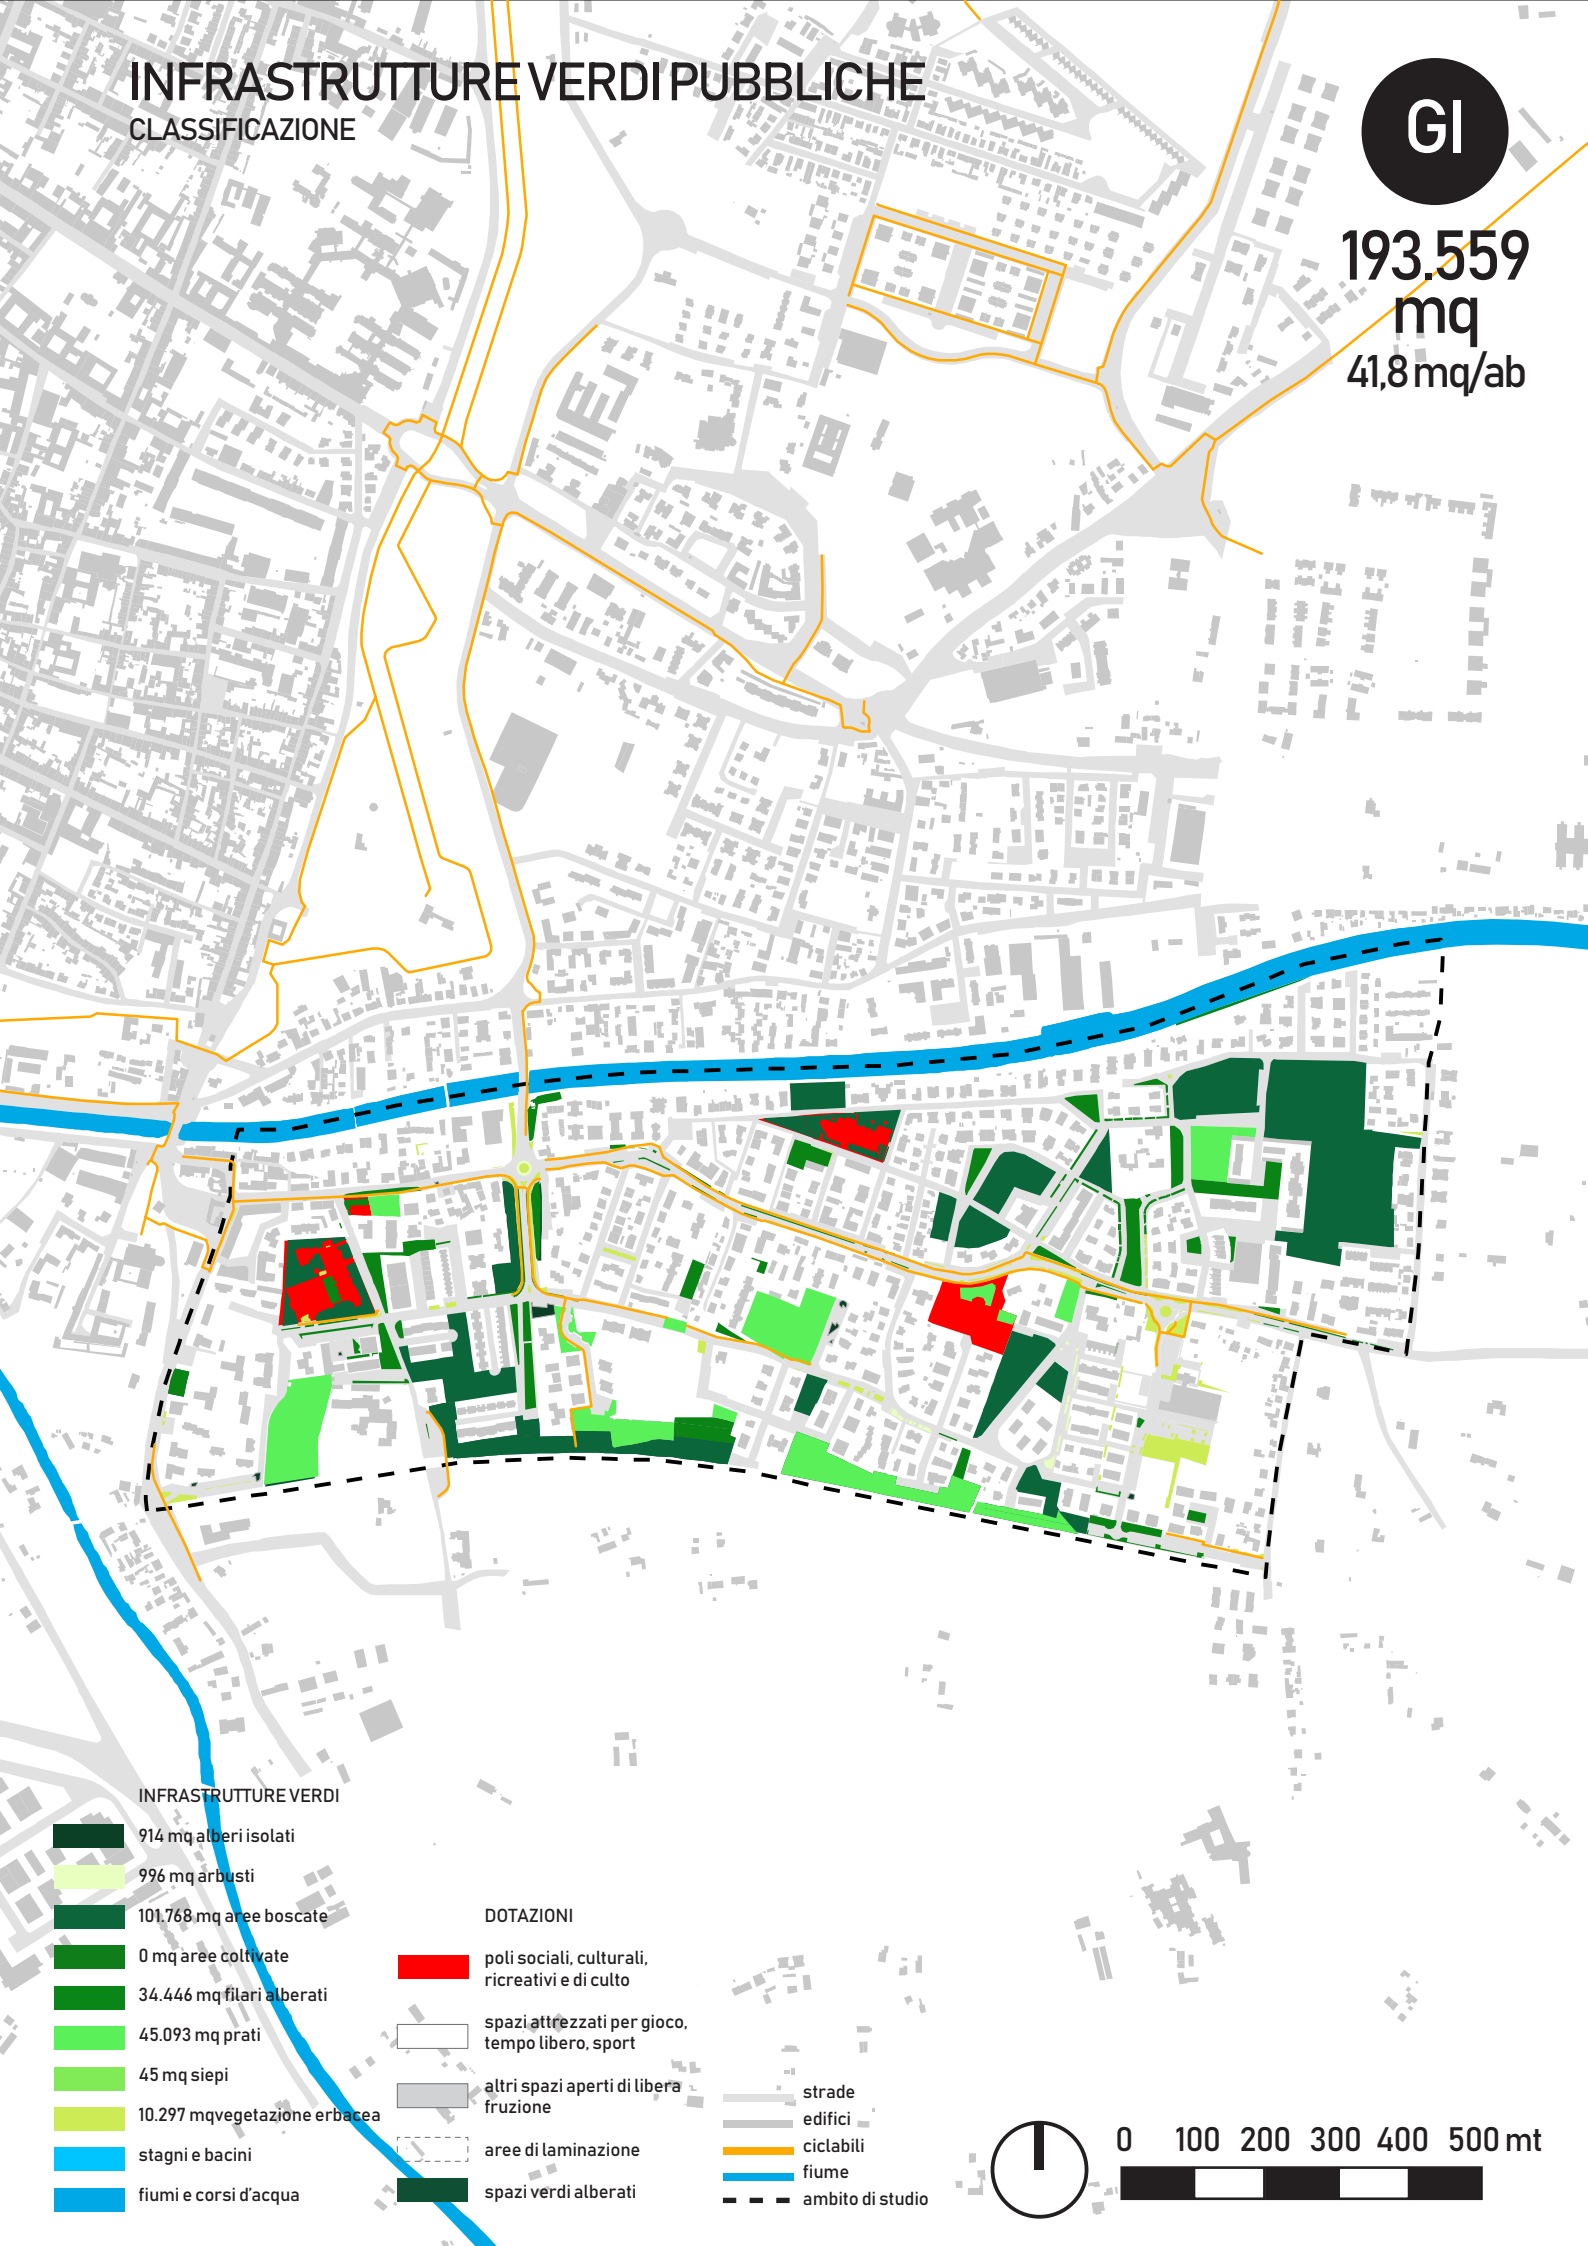 INFRASTRUTTURE VERDI PUBBLICHE
CLASSIFICAZIONE
GI
193.559
mq
41,8 mq/ab
INFRASTRUTTURE VERDI
914 mq alberi isolati
996 mq arbusti
101.768 mq aree boscate
0 mq aree coltivate
34.446 mq filari alberati
45.093 mq prati
45 mq siepi
10.297 mqvegetazione erbacea
stagni e bacini
fiumi e corsi d'acqua
DOTAZIONI
poli sociali, culturali,
ricreativi e di culto
spazi attrezzati per gioco,
tempo libero, sport
altri spazi aperti di libera
fruzione
aree di laminazione
spazi verdi alberati
strade
edifici
ciclabili
fiume
ambito di studio
0 100 200 300 400 500 mt